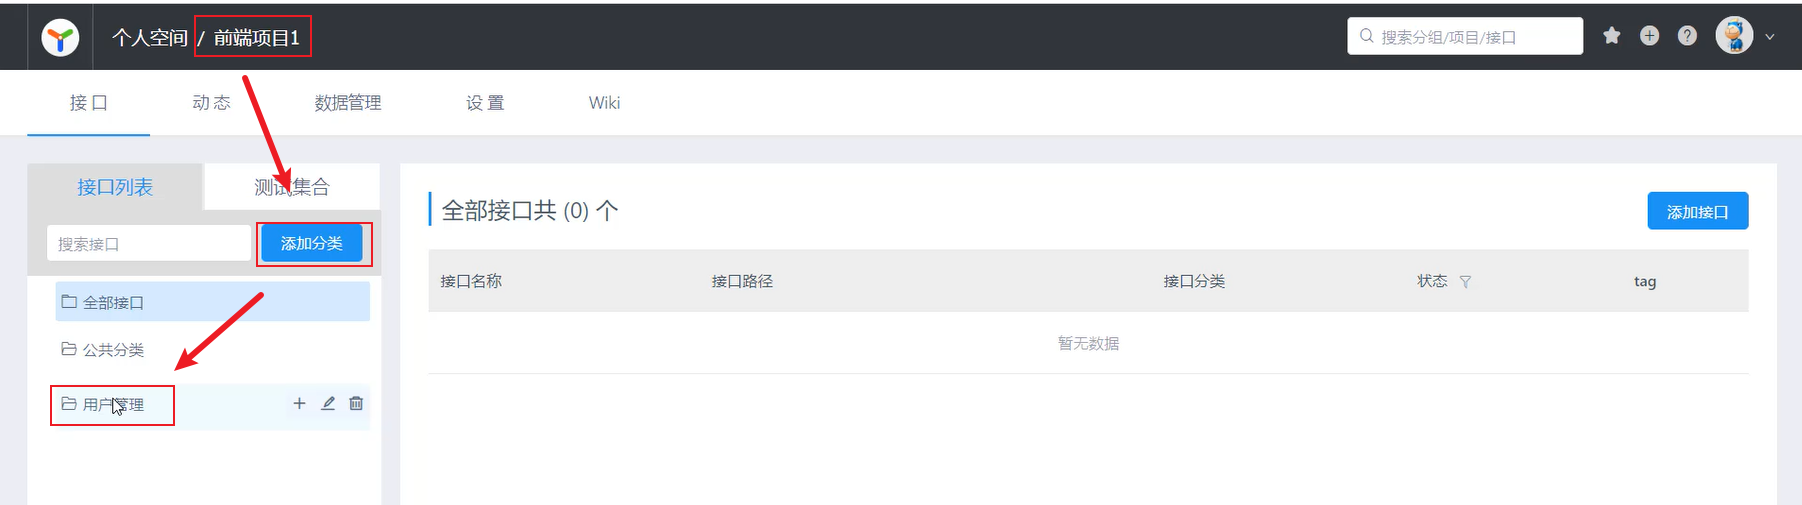 个人空间 / 前端项目1
搜索分组/项目/接口
接口 动态 数据管理 设置 Wiki
接口列表 测试集合
搜索接口 添加分类
全部接口
公共分类
用户管理
全部接口共 (0) 个
添加接口
接口名称 接口路径 接口分类 状态 tag
暂无数据